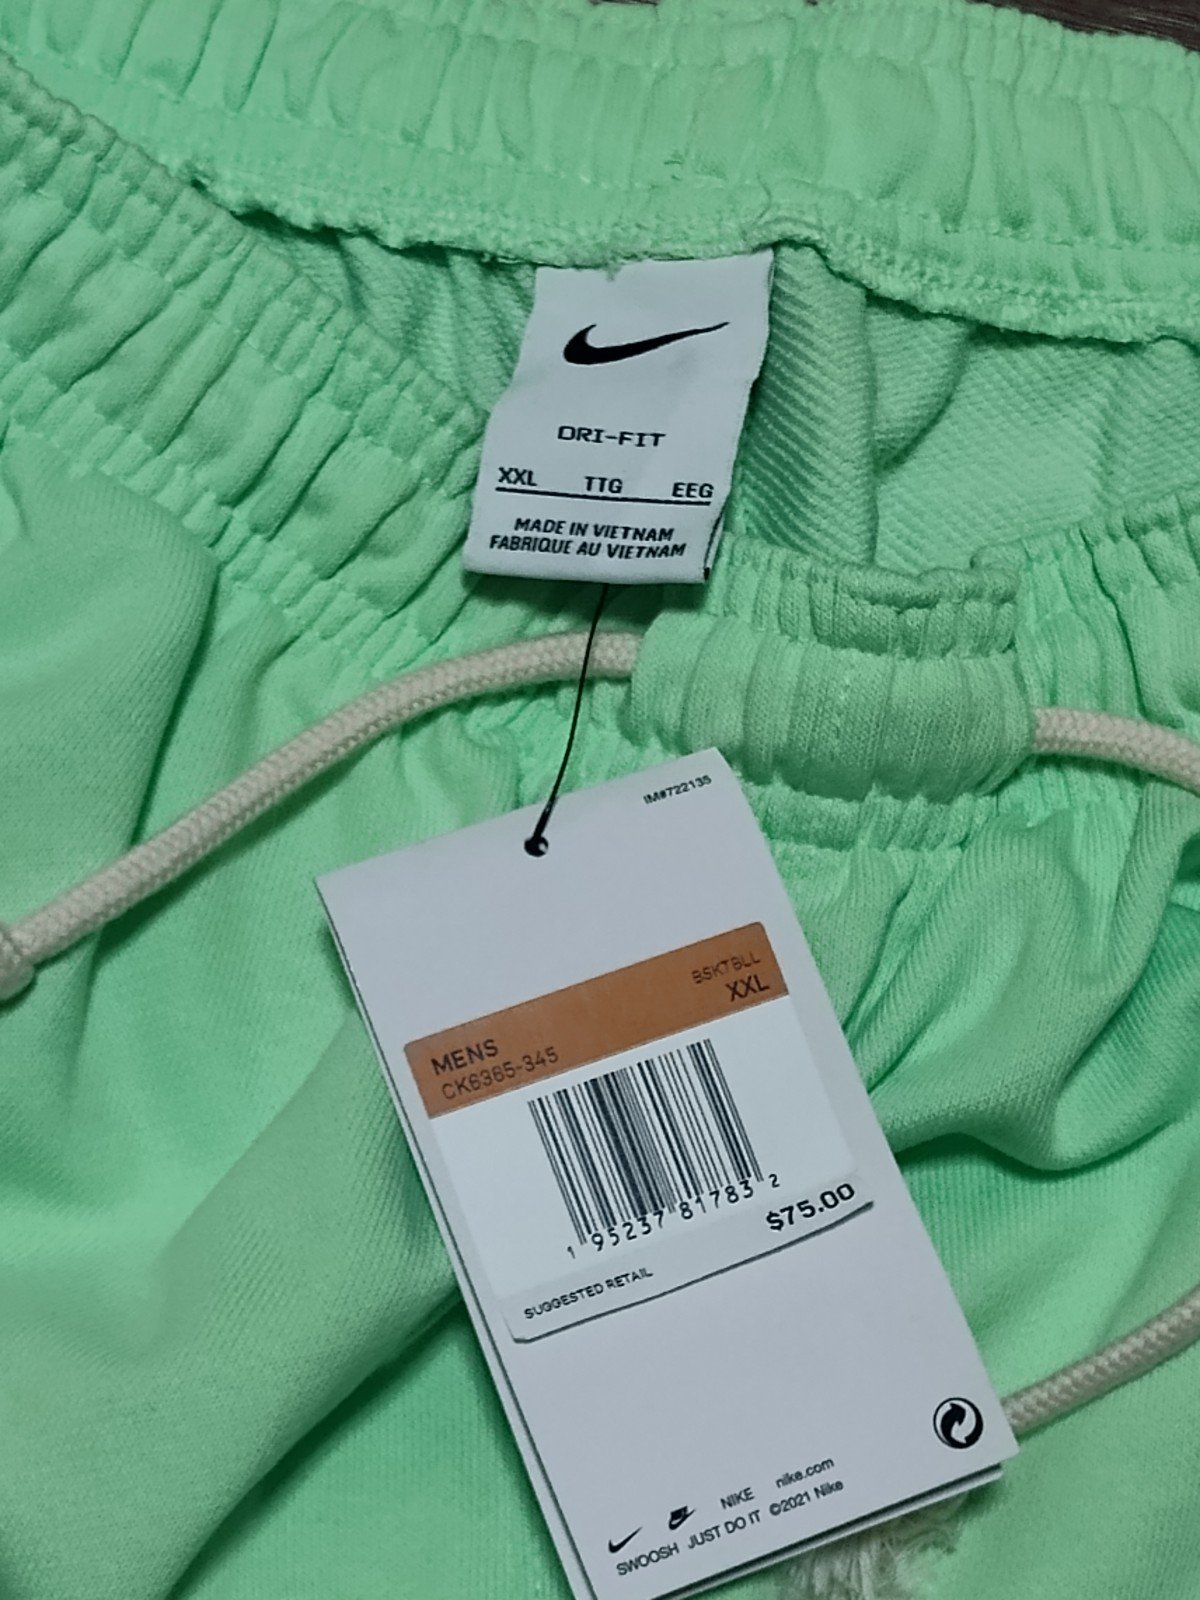 DRI-FIT
XXL TTG EEG
MADE IN VIETNAM
FABRIQUE AU VIETNAM
IM#722135
BSKTBLL
XXL
MENS
CK6365-345
1 95237 81783 2
$75.00
SUGGESTED RETAIL
NIKE nike.com
SWOOSH JUST DO IT ©2021 Nike